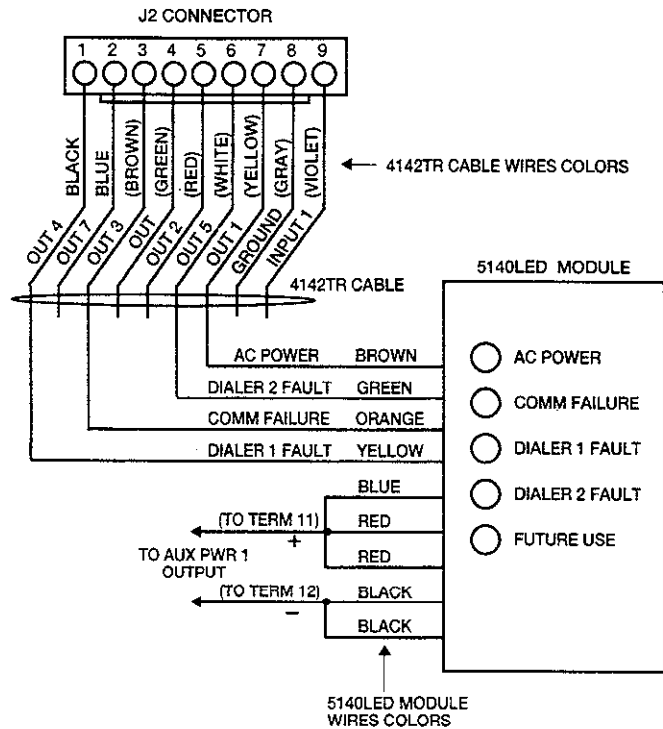 J2 CONNECTOR
1 2 3 4 5 6 7 8 9
BLACK
BLUE
(BROWN)
(GREEN)
(RED)
(WHITE)
(YELLOW)
(GRAY)
(VIOLET)
4142TR CABLE WIRES COLORS
OUT 4
OUT 7
OUT 3
OUT
OUT 2
OUT 5
OUT 1
GROUND
INPUT 1
4142TR CABLE
5140LED MODULE
AC POWER BROWN
DIALER 2 FAULT GREEN
COMM FAILURE ORANGE
DIALER 1 FAULT YELLOW
AC POWER
COMM FAILURE
DIALER 1 FAULT
DIALER 2 FAULT
FUTURE USE
BLUE
(TO TERM 11) RED
+
TO AUX PWR 1
OUTPUT
RED
(TO TERM 12) BLACK
–
BLACK
5140LED MODULE
WIRES COLORS